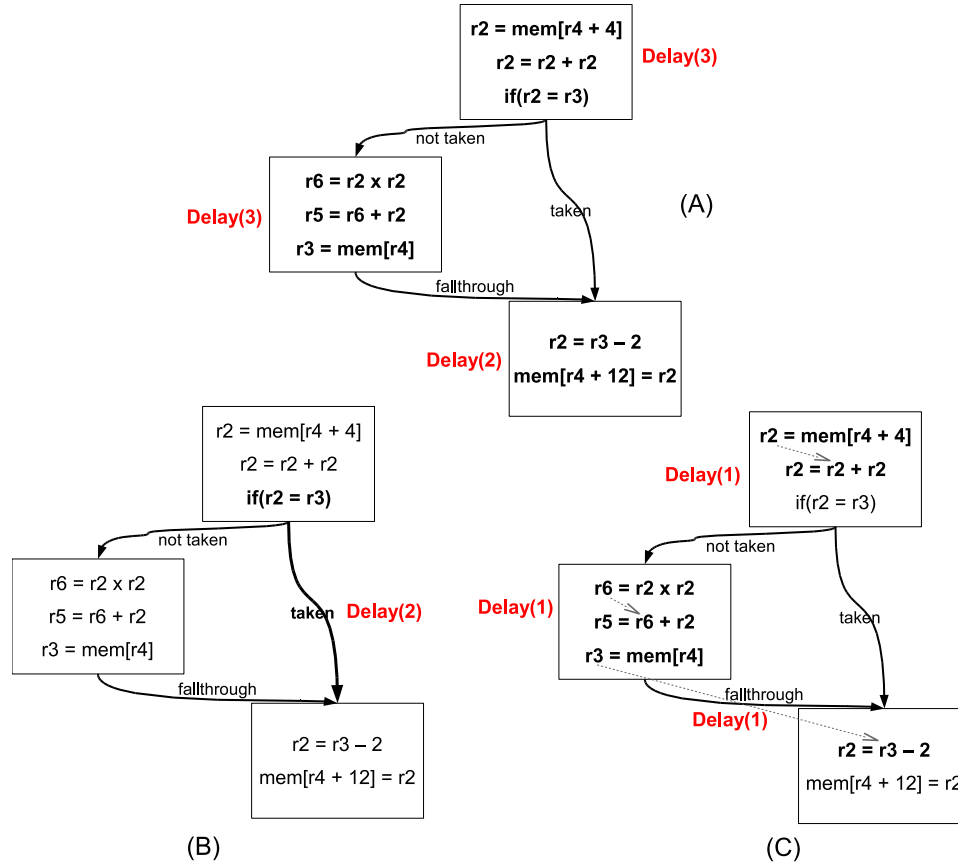 r2 = mem[r4 + 4]
r2 = r2 + r2
if(r2 = r3)
Delay(3)
not taken
taken
r6 = r2 x r2
r5 = r6 + r2
r3 = mem[r4]
Delay(3)
(A)
fallthrough
r2 = r3 – 2
mem[r4 + 12] = r2
Delay(2)
r2 = mem[r4 + 4]
r2 = r2 + r2
if(r2 = r3)
not taken
taken
Delay(2)
r6 = r2 x r2
r5 = r6 + r2
r3 = mem[r4]
fallthrough
r2 = r3 – 2
mem[r4 + 12] = r2
(B)
r2 = mem[r4 + 4]
r2 = r2 + r2
if(r2 = r3)
Delay(1)
not taken
taken
r6 = r2 x r2
r5 = r6 + r2
r3 = mem[r4]
Delay(1)
fallthrough
Delay(1)
r2 = r3 – 2
mem[r4 + 12] = r2
(C)